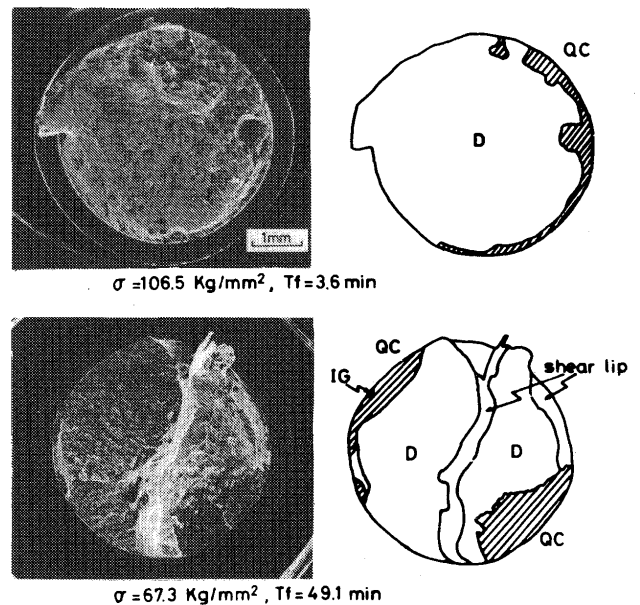 QC
D
1mm
σ =106.5 Kg/mm², Tf=3.6 min
QC
IG
shear lip
D
D
QC
σ =67.3 Kg/mm², Tf=49.1 min